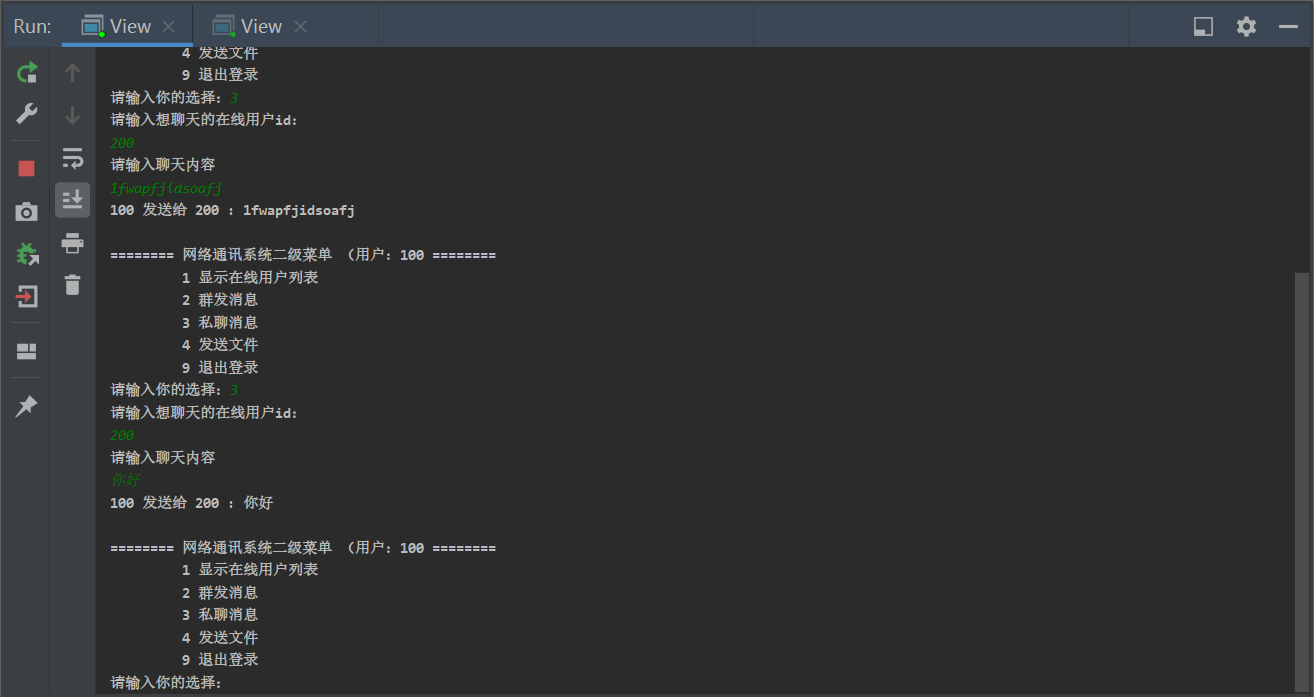 Run: View View
4 发送文件
9 退出登录
请输入你的选择: 3
请输入想聊天的在线用户id:
200
请输入聊天内容
1fwapfjidsoafj
100 发送给 200 : 1fwapfjidsoafj
======== 网络通讯系统二级菜单 （用户: 100 ========
1 显示在线用户列表
2 群发消息
3 私聊消息
4 发送文件
9 退出登录
请输入你的选择: 3
请输入想聊天的在线用户id:
200
请输入聊天内容
你好
100 发送给 200 : 你好
======== 网络通讯系统二级菜单 （用户: 100 ========
1 显示在线用户列表
2 群发消息
3 私聊消息
4 发送文件
9 退出登录
请输入你的选择: